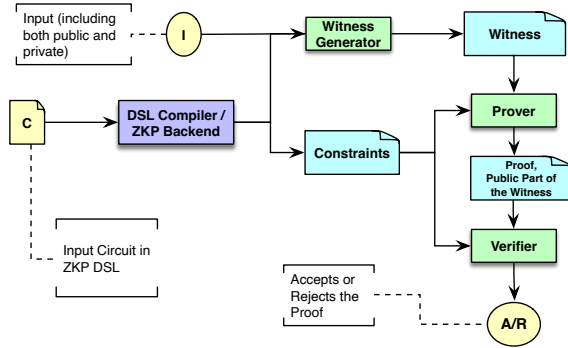 Input (including
both public and
private)
I
Witness
Generator
Witness
C
DSL Compiler /
ZKP Backend
Constraints
Prover
Proof,
Public Part of
the Witness
Input Circuit in
ZKP DSL
Verifier
Accepts or
Rejects the
Proof
A/R